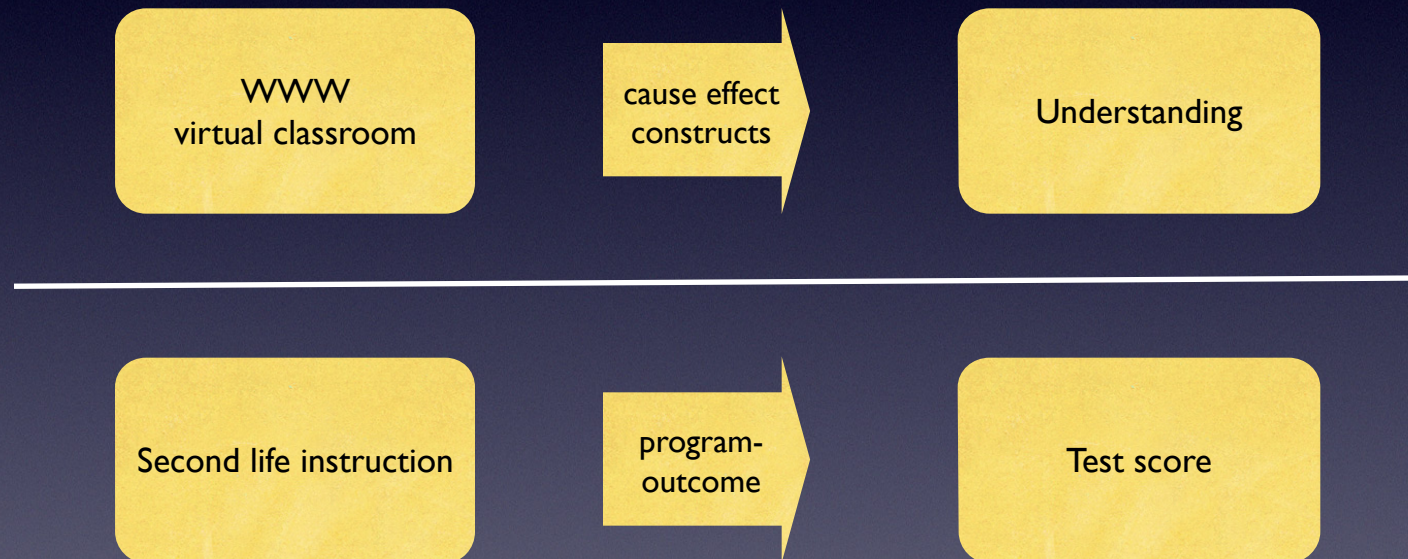 WWW
virtual classroom
cause effect
constructs
Understanding
Second life instruction
program-
outcome
Test score